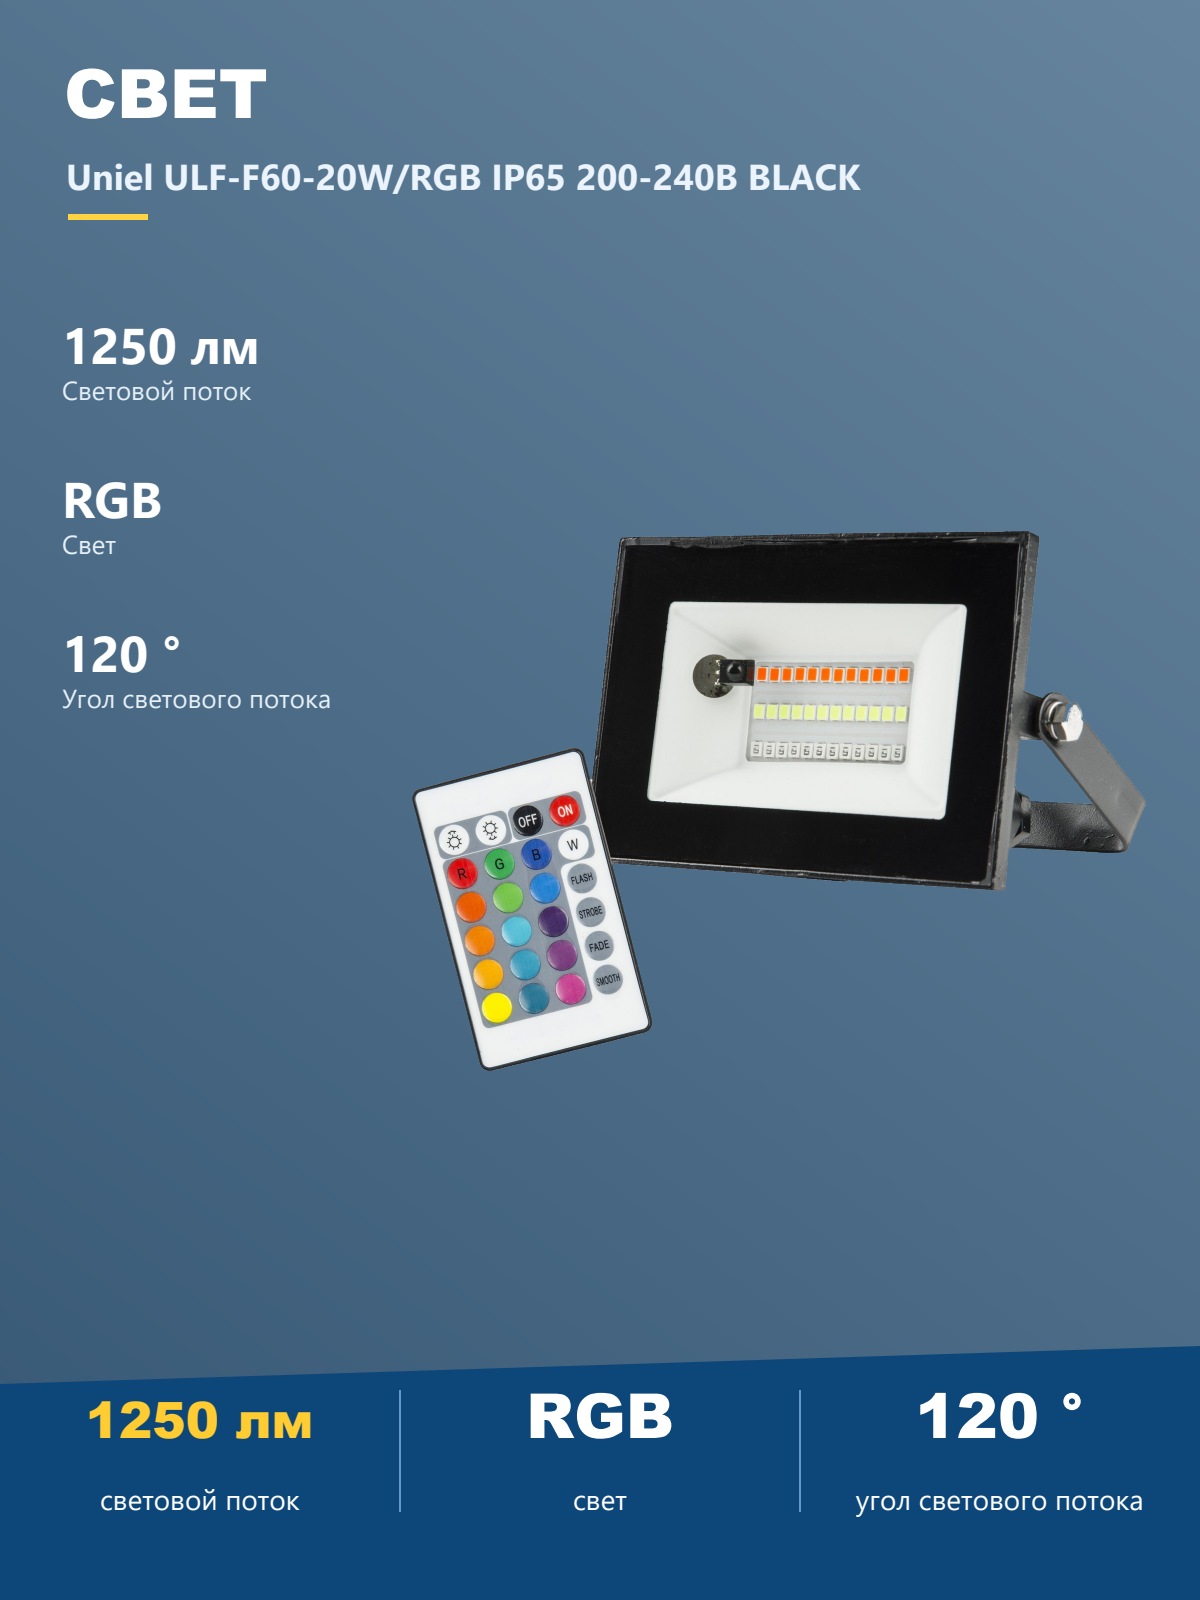 СВЕТ
Uniel ULF-F60-20W/RGB IP65 200-240В BLACK
1250 лм
Световой поток
RGB
Свет
120 °
Угол светового потока
OFF ON
R G B W
FLASH
STROBE
FADE
SMOOTH
1250 лм
световой поток
RGB
свет
120 °
угол светового потока